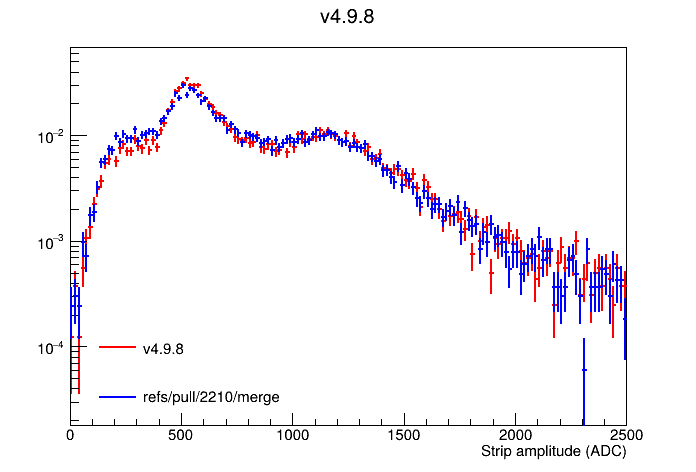 v4.9.8
10⁻²
10⁻³
10⁻⁴
v4.9.8
refs/pull/2210/merge
0 500 1000 1500 2000 2500
Strip amplitude (ADC)